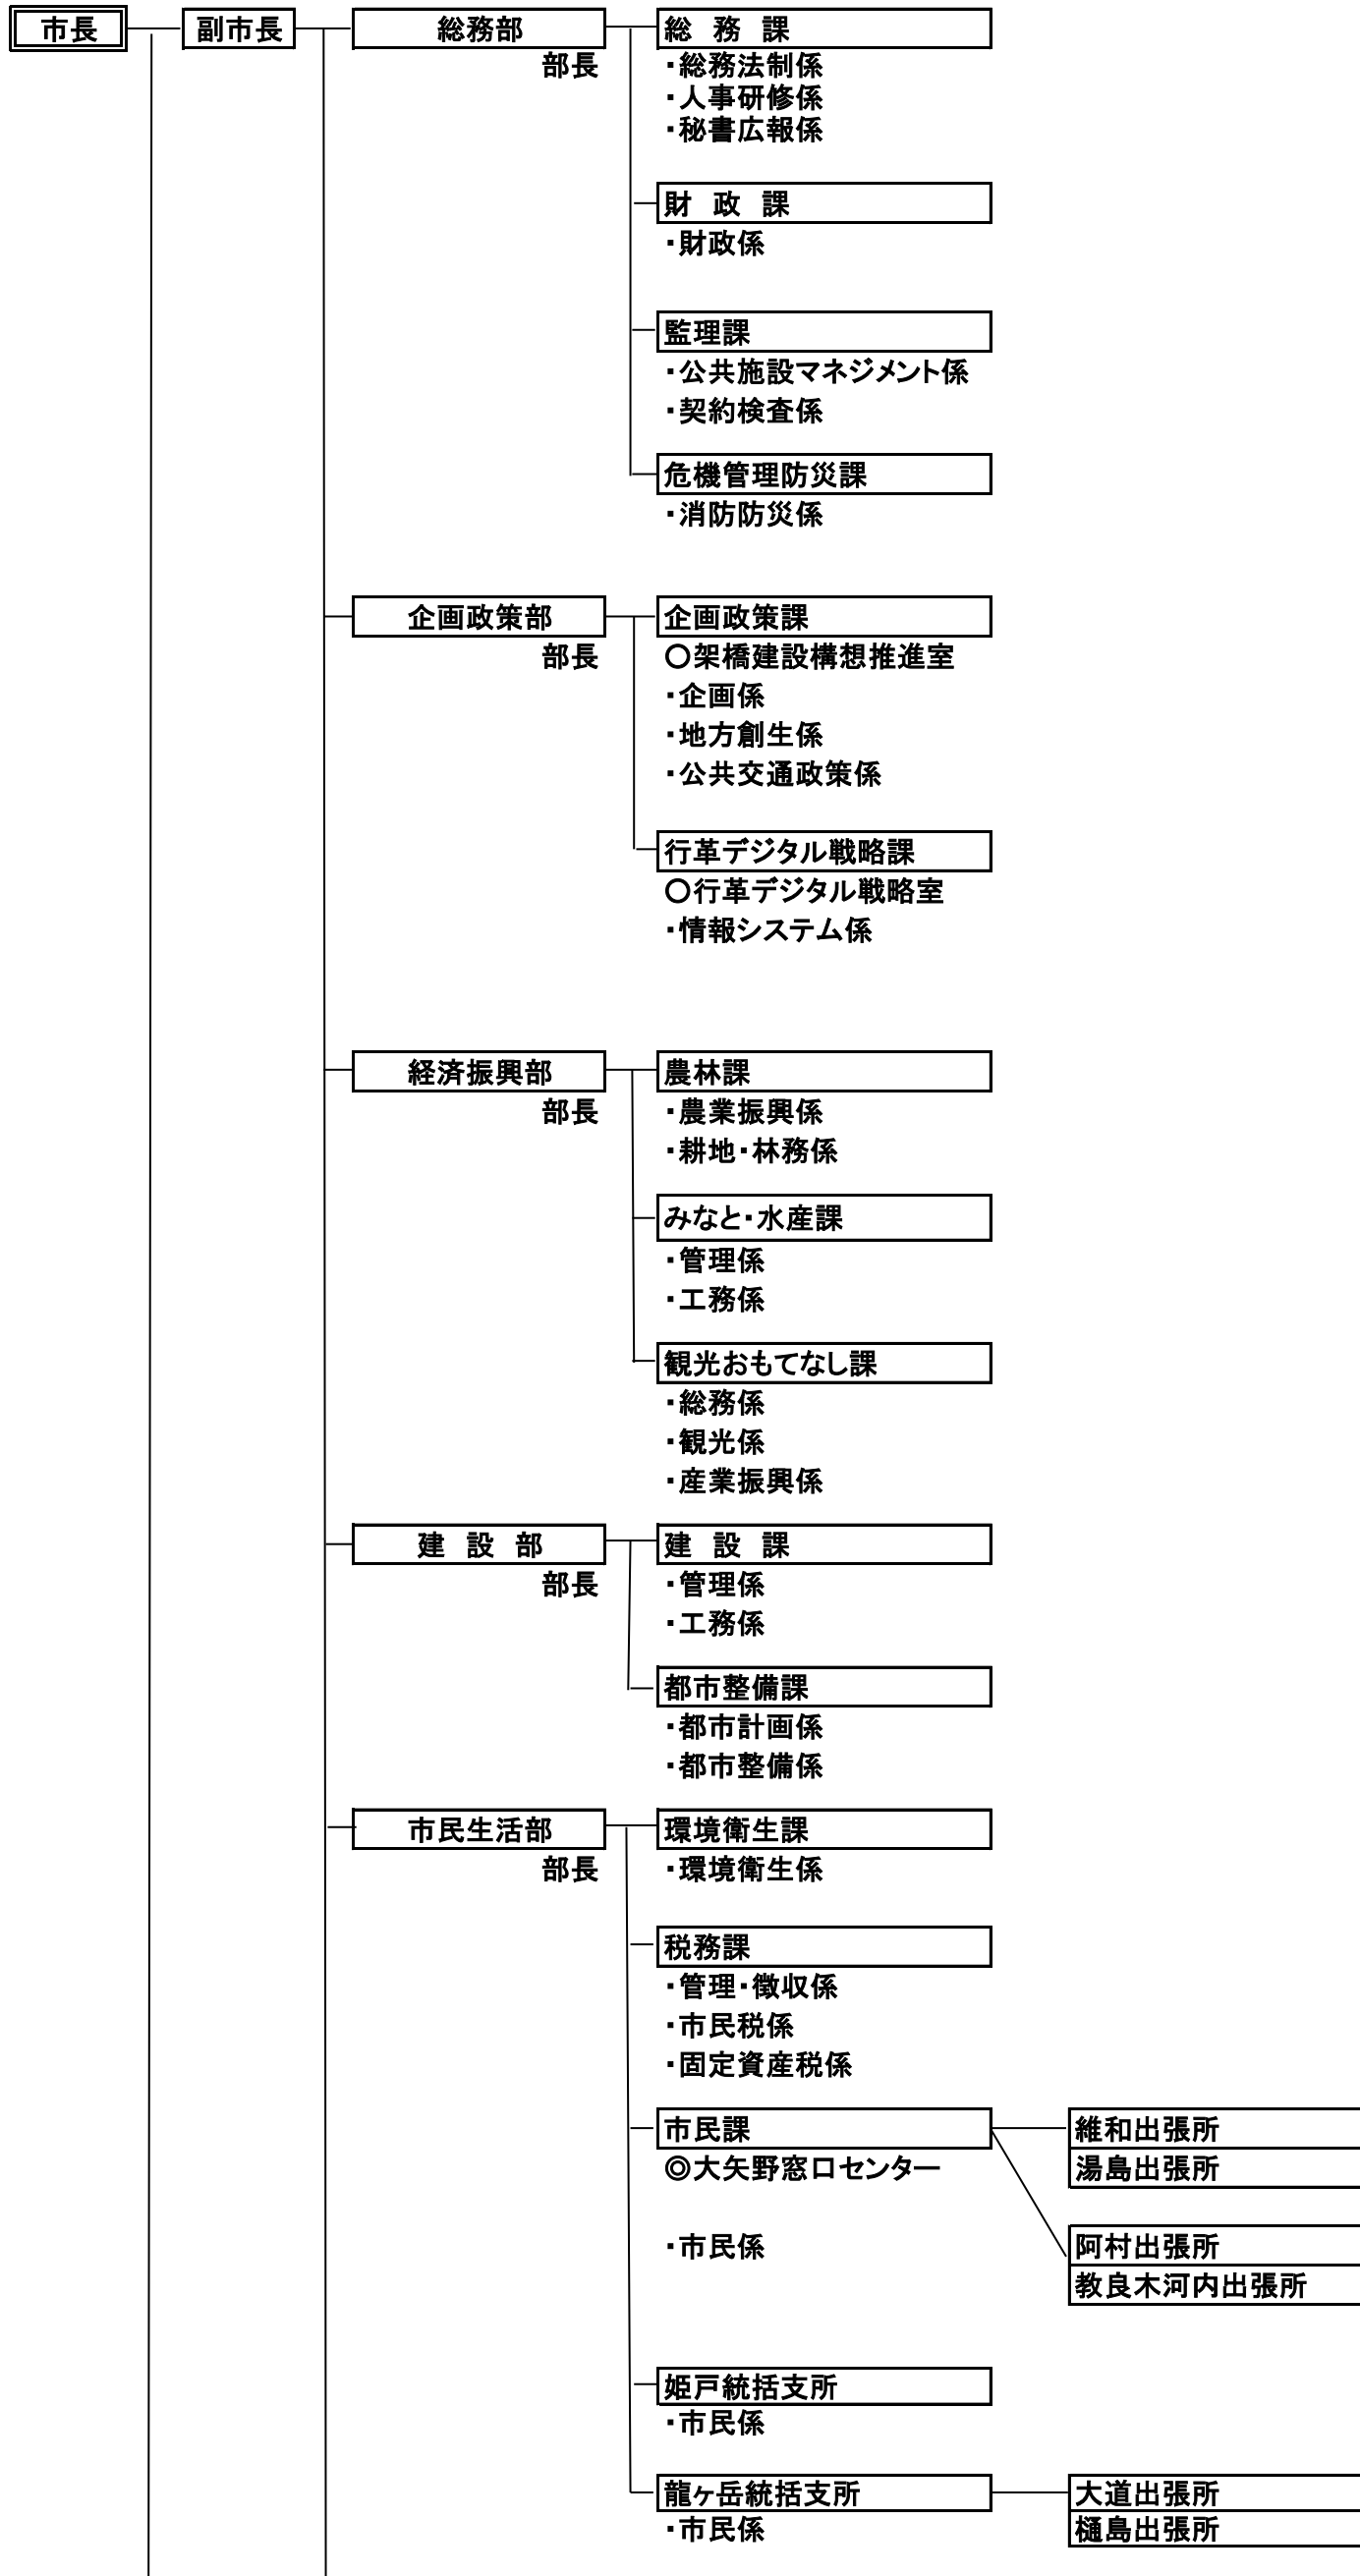 市長
副市長
総務部
総 務 課
部長
・総務法制係
・人事研修係
・秘書広報係
財 政 課
・財政係
監理課
・公共施設マネジメント係
・契約検査係
危機管理防災課
・消防防災係
企画政策部
企画政策課
部長
〇架橋建設構想推進室
・企画係
・地方創生係
・公共交通政策係
行革デジタル戦略課
〇行革デジタル戦略室
・情報システム係
経済振興部
農林課
部長
・農業振興係
・耕地・林務係
みなと・水産課
・管理係
・工務係
観光おもてなし課
・総務係
・観光係
・産業振興係
建 設 部
建 設 課
部長
・管理係
・工務係
都市整備課
・都市計画係
・都市整備係
市民生活部
環境衛生課
部長
・環境衛生係
税務課
・管理・徴収係
・市民税係
・固定資産税係
市民課
維和出張所
◎大矢野窓口センター
湯島出張所
・市民係
阿村出張所
教良木河内出張所
姫戸統括支所
・市民係
龍ヶ岳統括支所
大道出張所
・市民係
樋島出張所